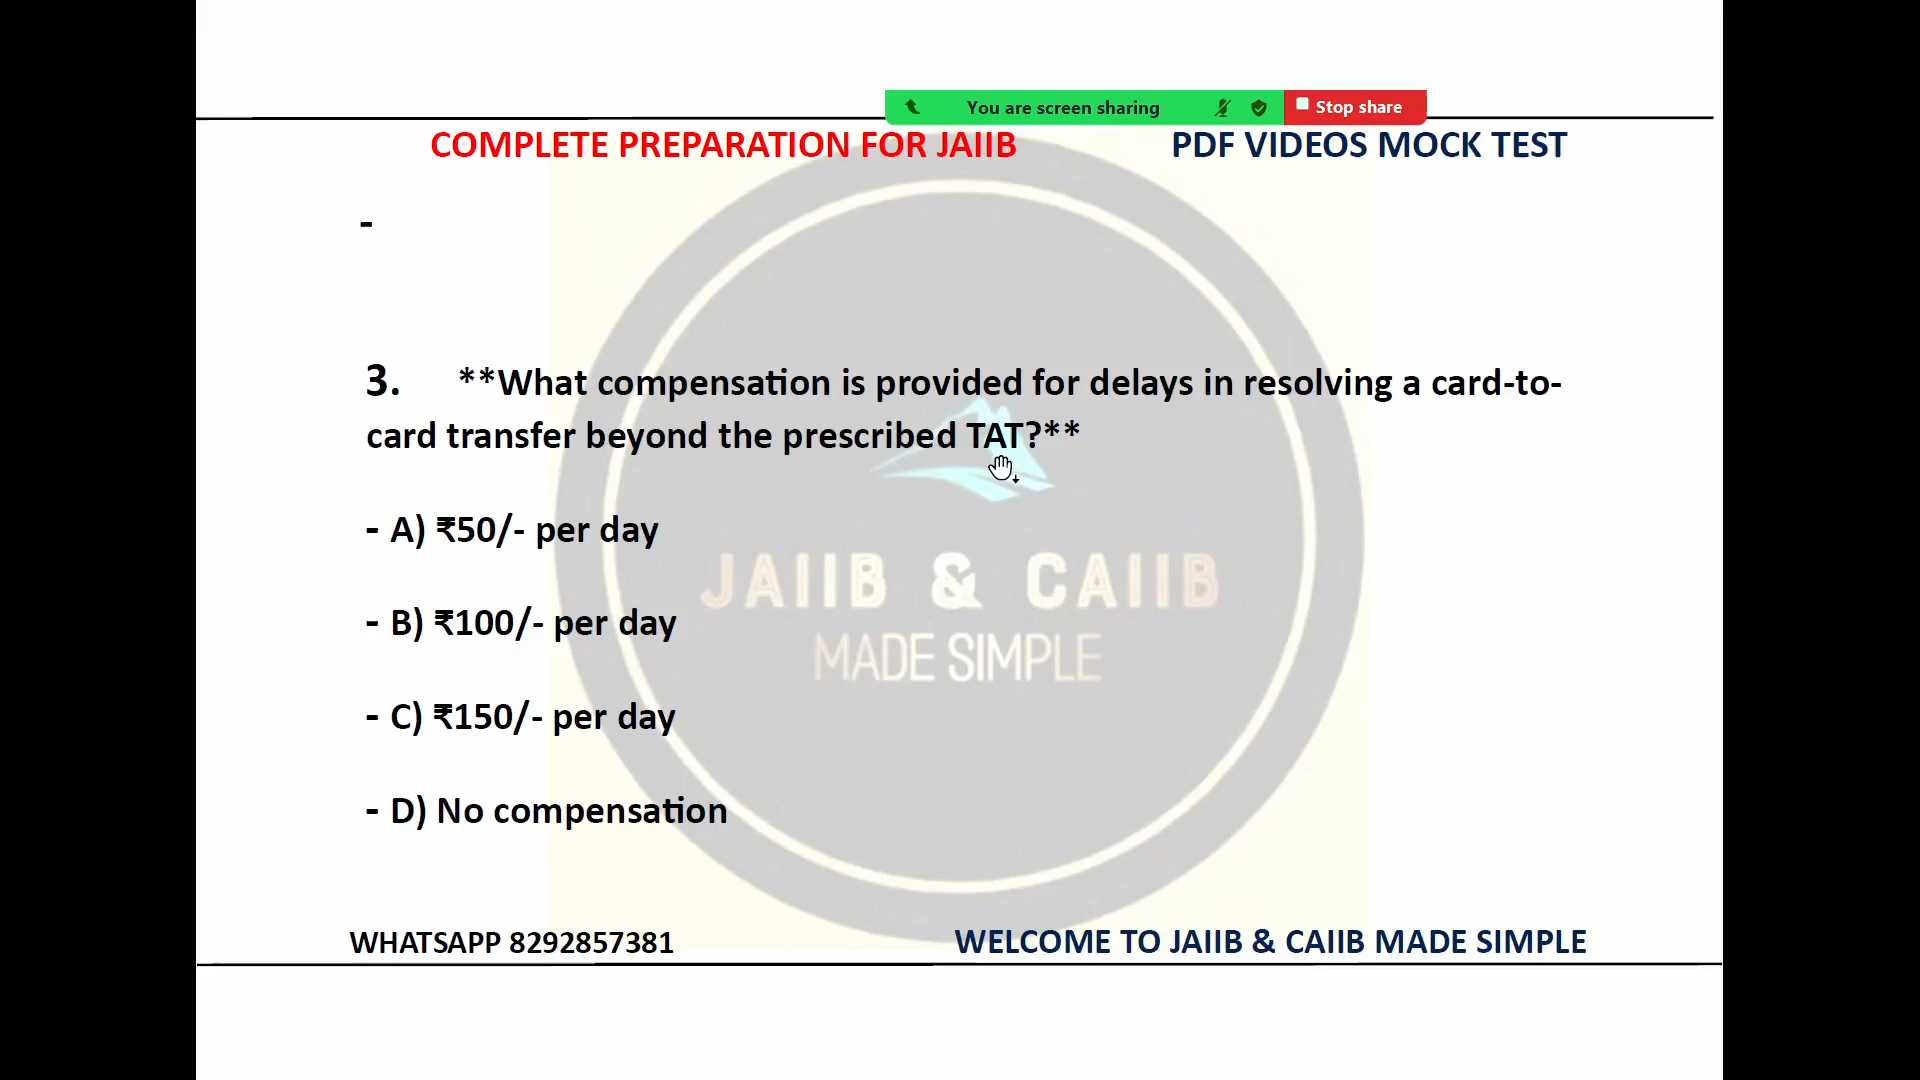 You are screen sharing Stop share
COMPLETE PREPARATION FOR JAIIB PDF VIDEOS MOCK TEST
-
3. **What compensation is provided for delays in resolving a card-to-
card transfer beyond the prescribed TAT?**
- A) ₹50/- per day
- B) ₹100/- per day
- C) ₹150/- per day
- D) No compensation
JAIIB & CAIIB
MADE SIMPLE
WHATSAPP 8292857381 WELCOME TO JAIIB & CAIIB MADE SIMPLE